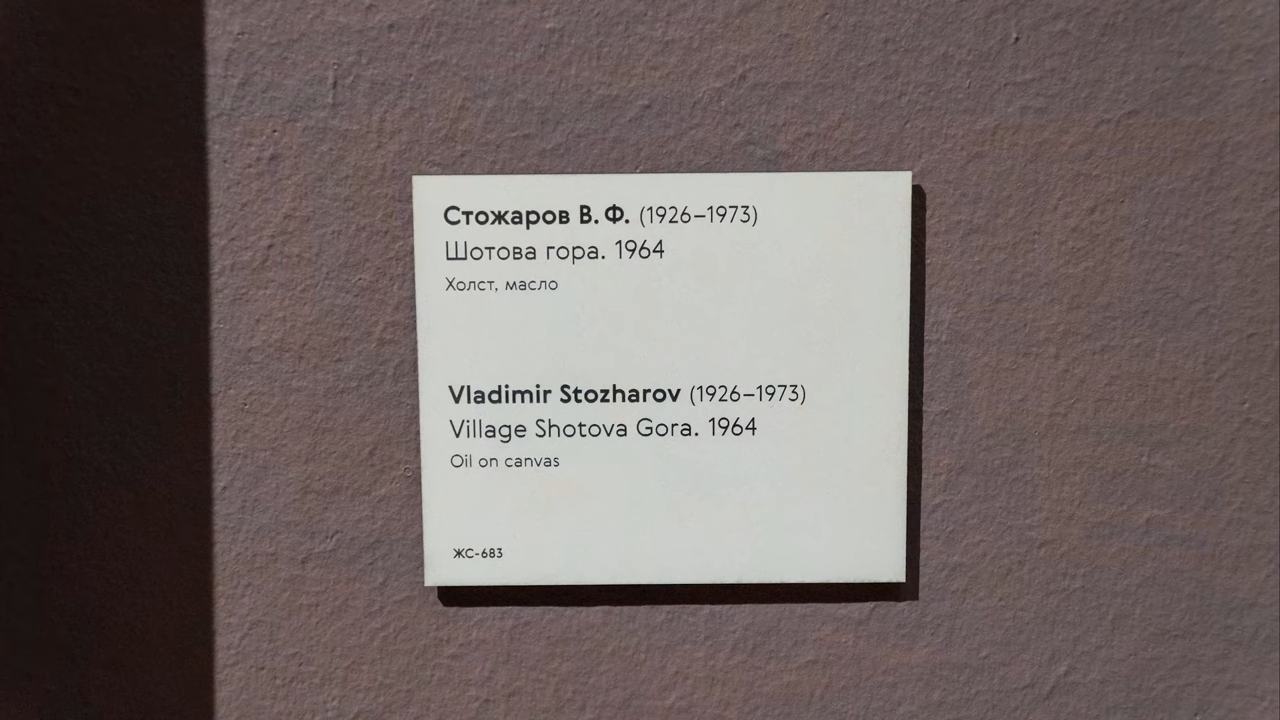 Стожаров В. Ф. (1926–1973)
Шотова гора. 1964
Холст, масло
Vladimir Stozharov (1926–1973)
Village Shotova Gora. 1964
Oil on canvas
ЖС-683